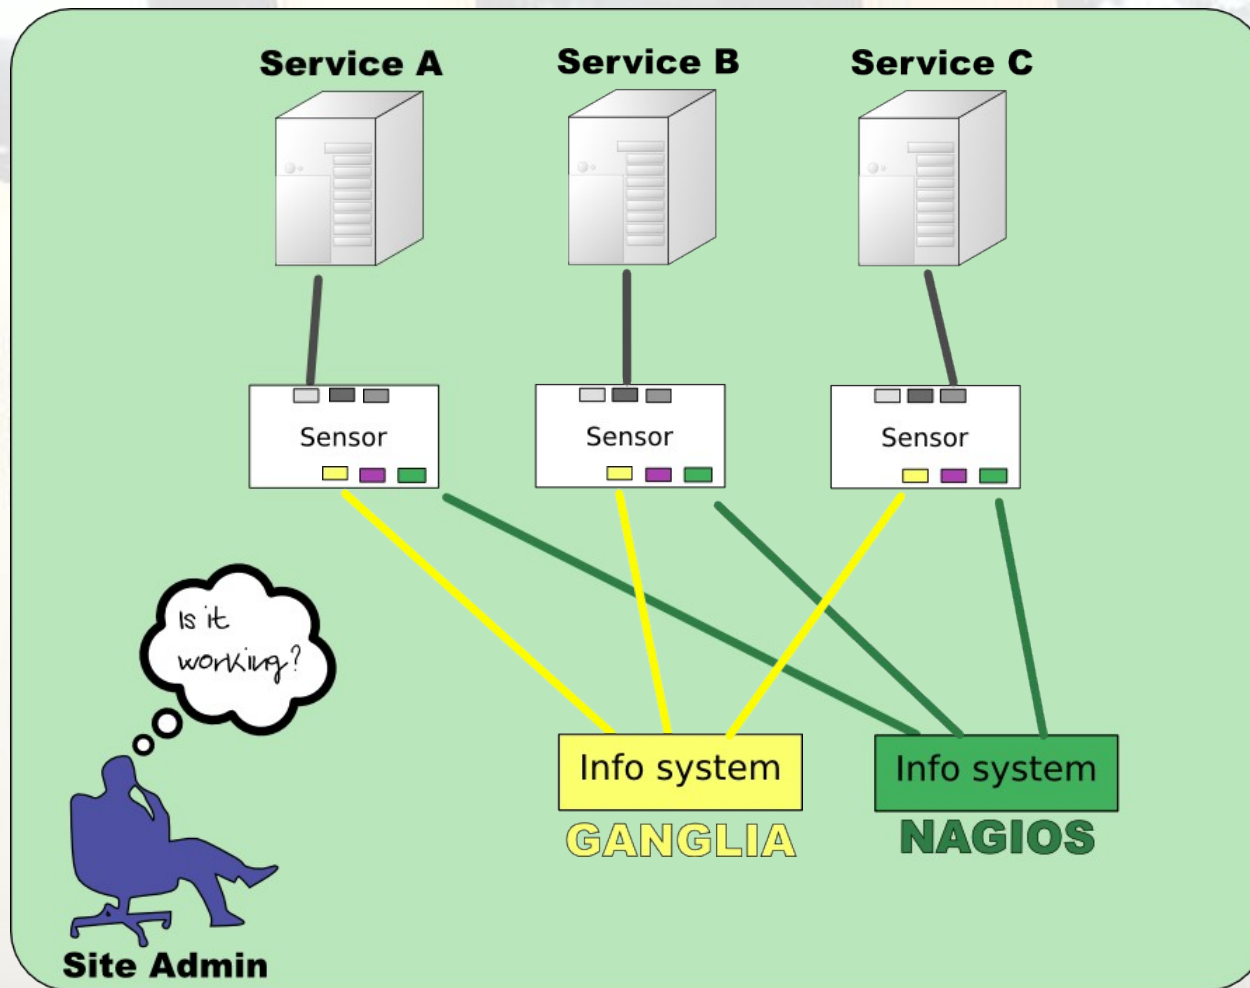 Service A
Service B
Service C
Sensor
Sensor
Sensor
Is it
working?
Info system
Info system
GANGLIA
NAGIOS
Site Admin